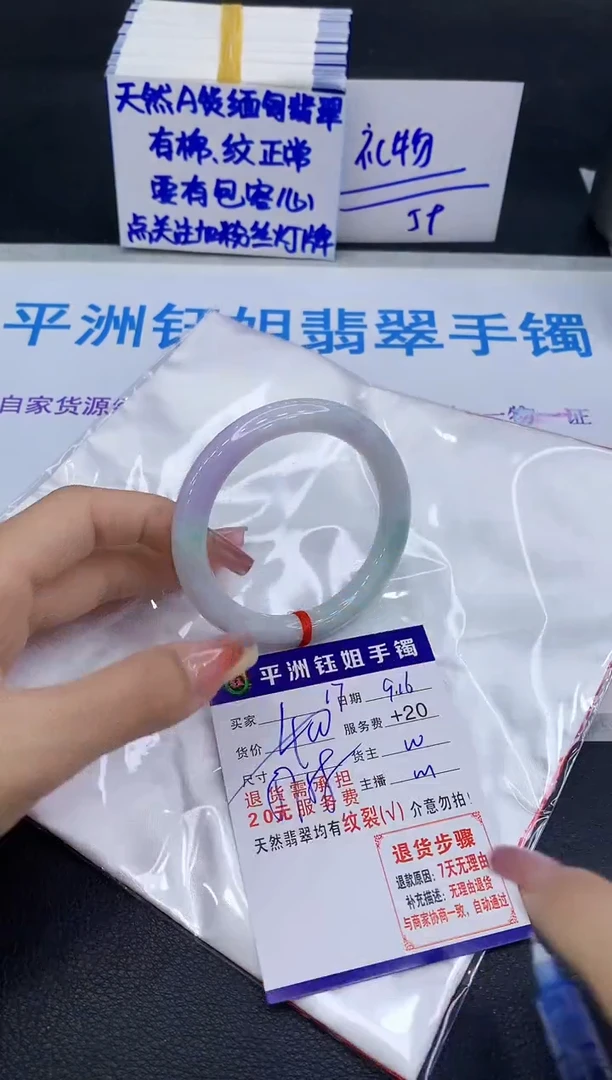 天然A货缅甸翡翠
有棉、纹正常
要有包容心
点关注加粉丝灯牌
礼物
平洲钰姐翡翠手镯
自家货源
一物一证
平洲钰姐手镯
买家
日期 9.16
货价
服务费 +20
尺寸
货主 w
主播 m
退货需承担
20元服务费
天然翡翠均有纹裂(√) 介意勿拍!
退货步骤
退款原因: 7天无理由
补充描述: 无理由退货
与商家协商一致, 自动通过